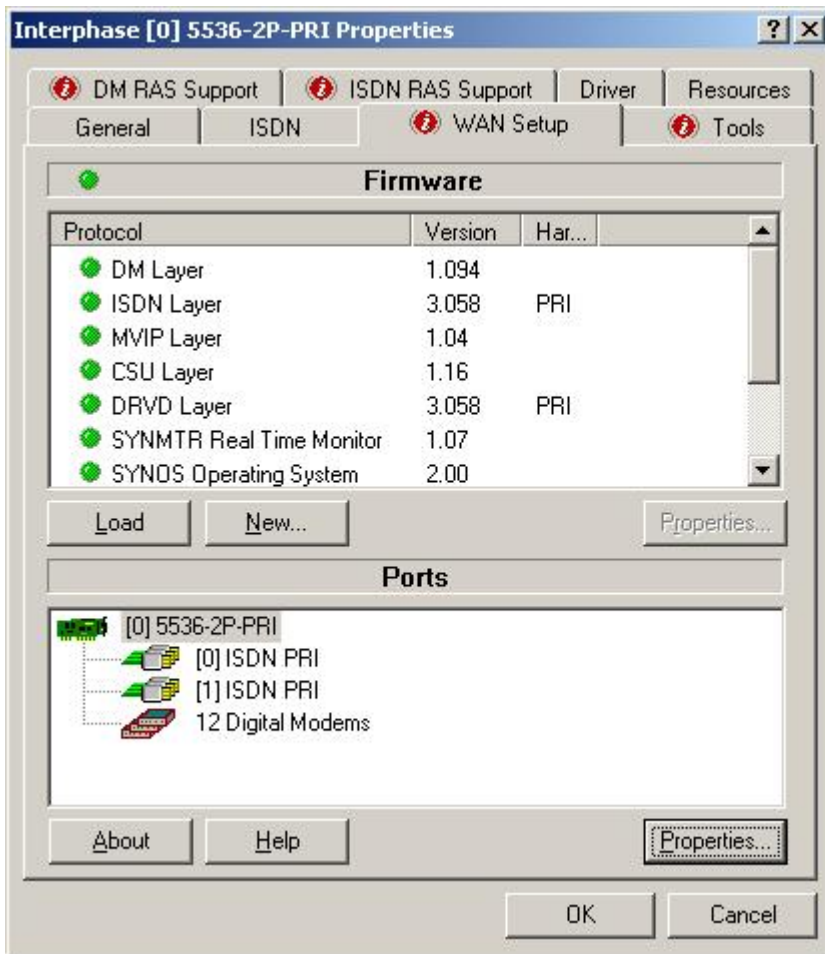 Interphase [0] 5536-2P-PRI Properties
DM RAS Support ISDN RAS Support Driver Resources
General ISDN WAN Setup Tools
Firmware
Protocol Version Har...
DM Layer 1.094
ISDN Layer 3.058 PRI
MVIP Layer 1.04
CSU Layer 1.16
DRVD Layer 3.058 PRI
SYNMTR Real Time Monitor 1.07
SYNOS Operating System 2.00
Load New... Properties...
Ports
[0] 5536-2P-PRI
[0] ISDN PRI
[1] ISDN PRI
12 Digital Modems
About Help Properties...
OK Cancel